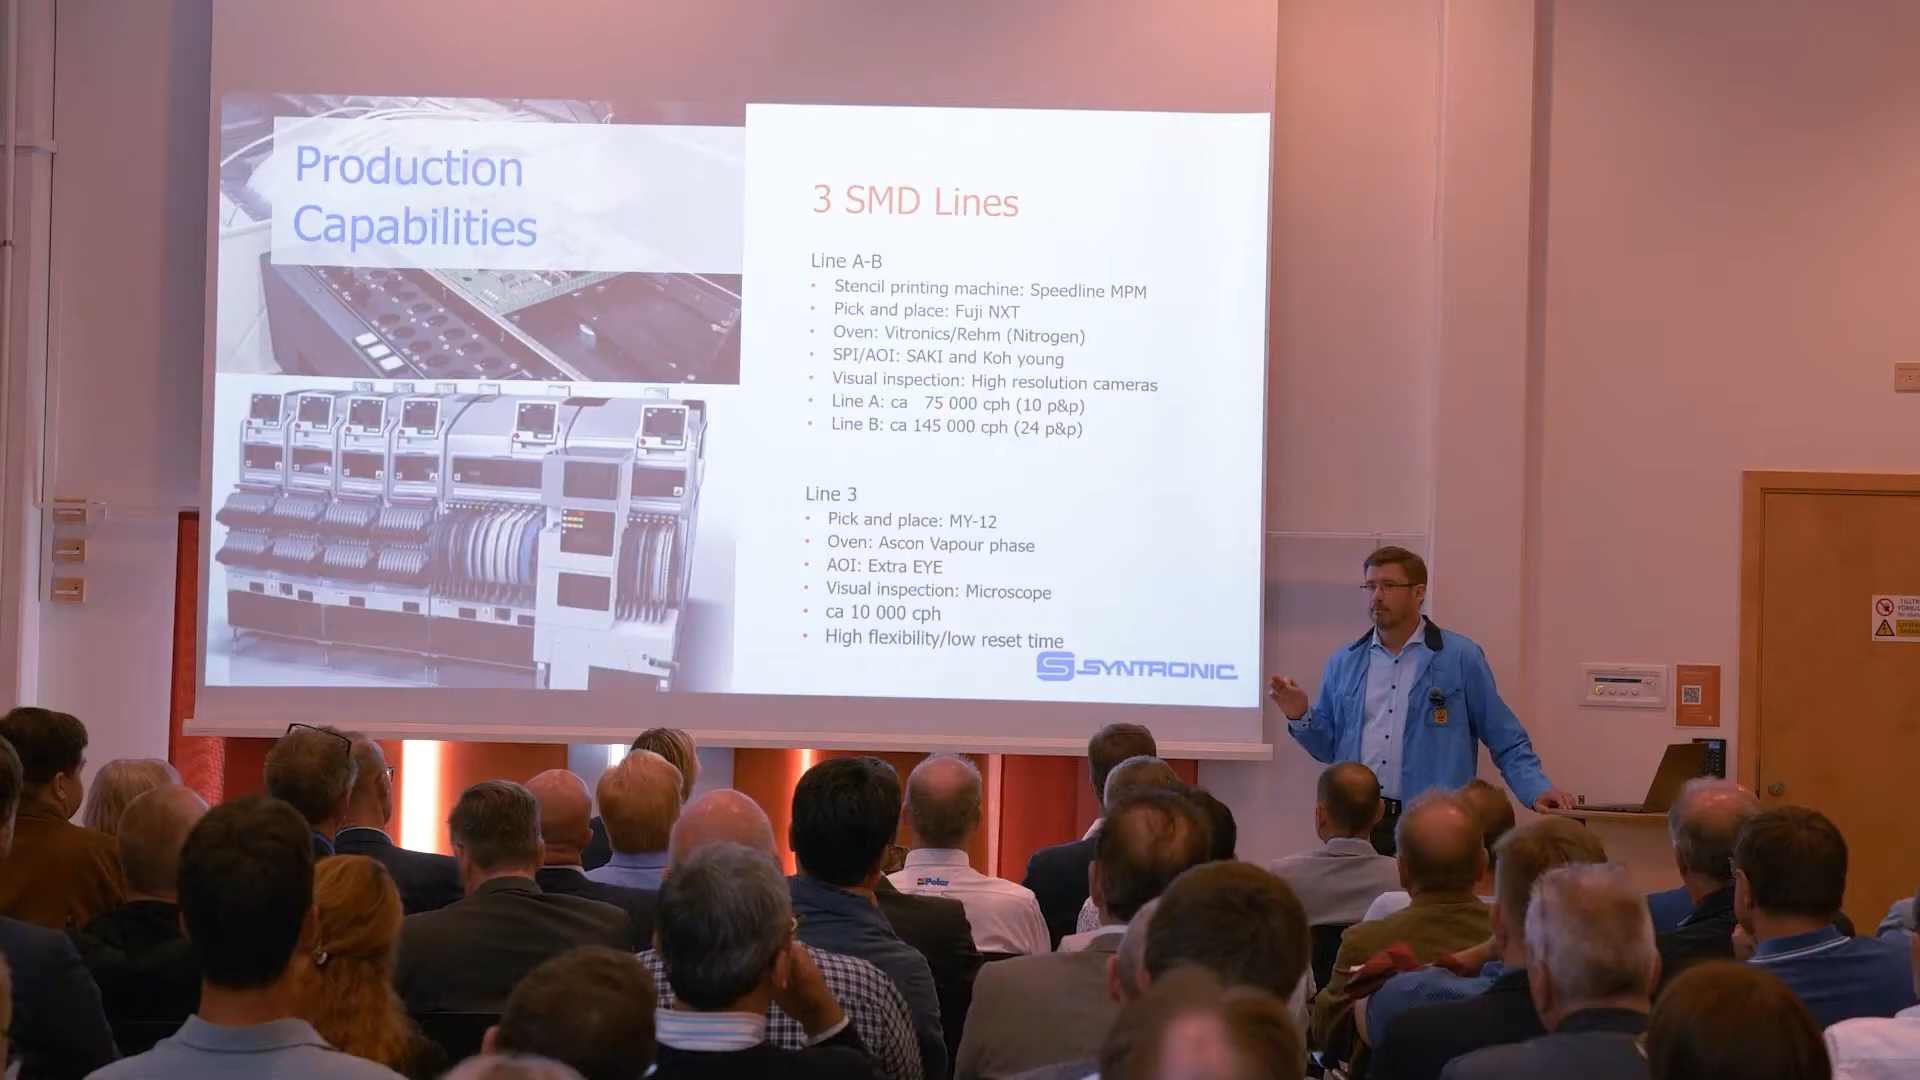 Production
Capabilities
3 SMD Lines
Line A-B
• Stencil printing machine: Speedline MPM
• Pick and place: Fuji NXT
• Oven: Vitronics/Rehm (Nitrogen)
• SPI/AOI: SAKI and Koh young
• Visual inspection: High resolution cameras
• Line A: ca 75 000 cph (10 p&p)
• Line B: ca 145 000 cph (24 p&p)
Line 3
• Pick and place: MY-12
• Oven: Ascon Vapour phase
• AOI: Extra EYE
• Visual inspection: Microscope
• ca 10 000 cph
• High flexibility/low reset time
SYNTRONIC
Polar